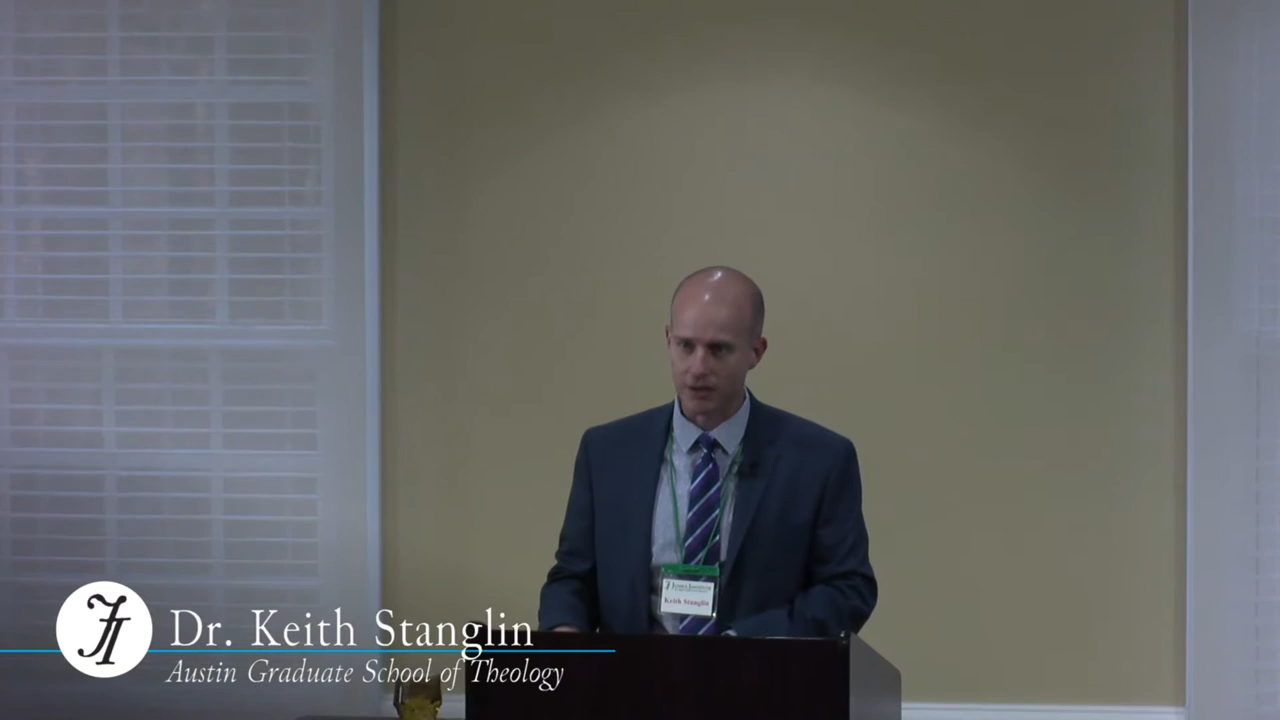 Keith Stanglin
JI
Dr. Keith Stanglin
Austin Graduate School of Theology